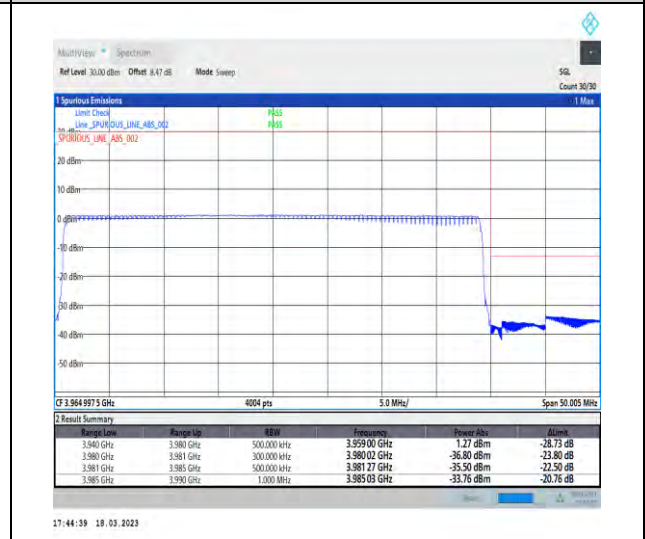 MultiView Spectrum
Ref Level 30.00 dBm Offset 8.47 dB Mode Sweep SGL
Count 30/30
1 Spurious Emissions 1 Max
Limit Check PASS
Line _SPURIOUS_LINE_ABS_002 PASS
_SPURIOUS_LINE_ABS_002
20 dBm
10 dBm
0 dBm
-10 dBm
-20 dBm
-30 dBm
-40 dBm
-50 dBm
CF 3.964 997 5 GHz 4004 pts 5.0 MHz/ Span 50.005 MHz
2 Result Summary
Range Low Range Up RBW Frequency Power Abs ΔLimit
3.940 GHz 3.980 GHz 500.000 kHz 3.959 00 GHz 1.27 dBm -28.73 dB
3.980 GHz 3.981 GHz 300.000 kHz 3.980 02 GHz -36.80 dBm -23.80 dB
3.981 GHz 3.985 GHz 500.000 kHz 3.981 27 GHz -35.50 dBm -22.50 dB
3.985 GHz 3.990 GHz 1.000 MHz 3.985 03 GHz -33.76 dBm -20.76 dB
17:44:39 18.03.2023